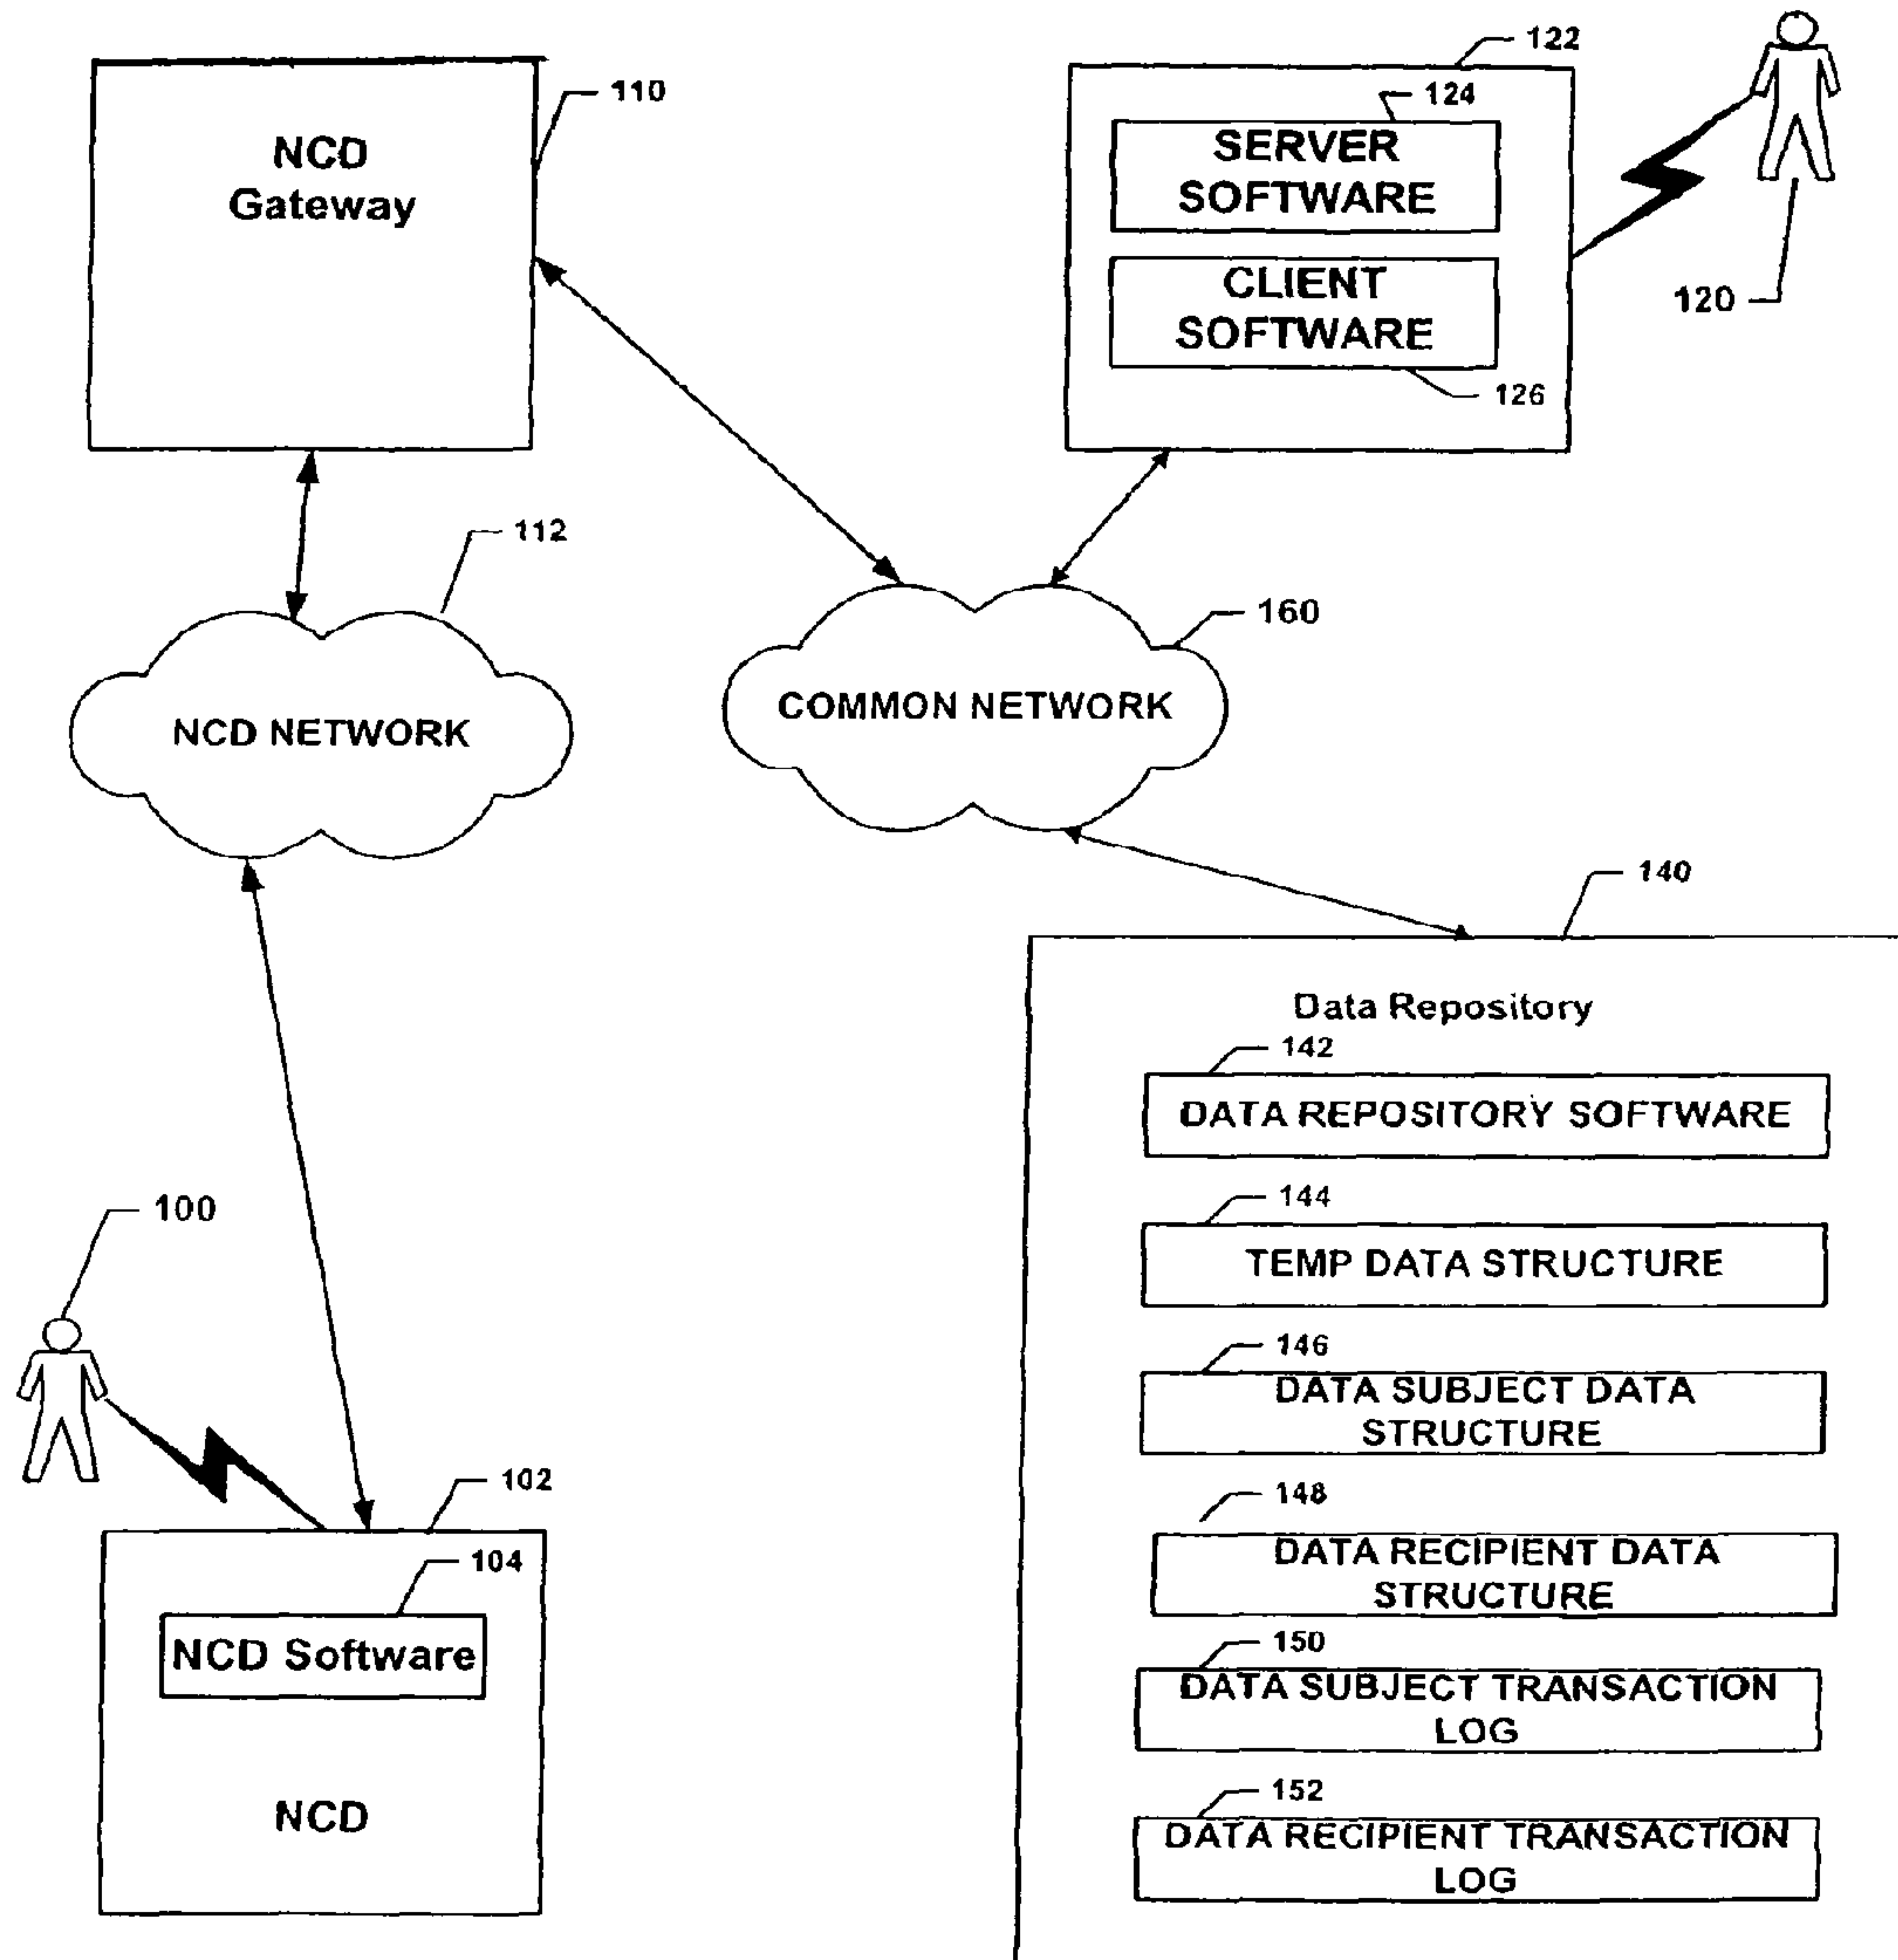 122
110
124
NCD
Gateway
SERVER
SOFTWARE
CLIENT
SOFTWARE
120
126
112
160
NCD NETWORK
COMMON NETWORK
140
Data Repository
142
DATA REPOSITORY SOFTWARE
144
TEMP DATA STRUCTURE
146
DATA SUBJECT DATA
STRUCTURE
148
DATA RECIPIENT DATA
STRUCTURE
150
DATA SUBJECT TRANSACTION
LOG
152
DATA RECIPIENT TRANSACTION
LOG
100
102
104
NCD Software
NCD